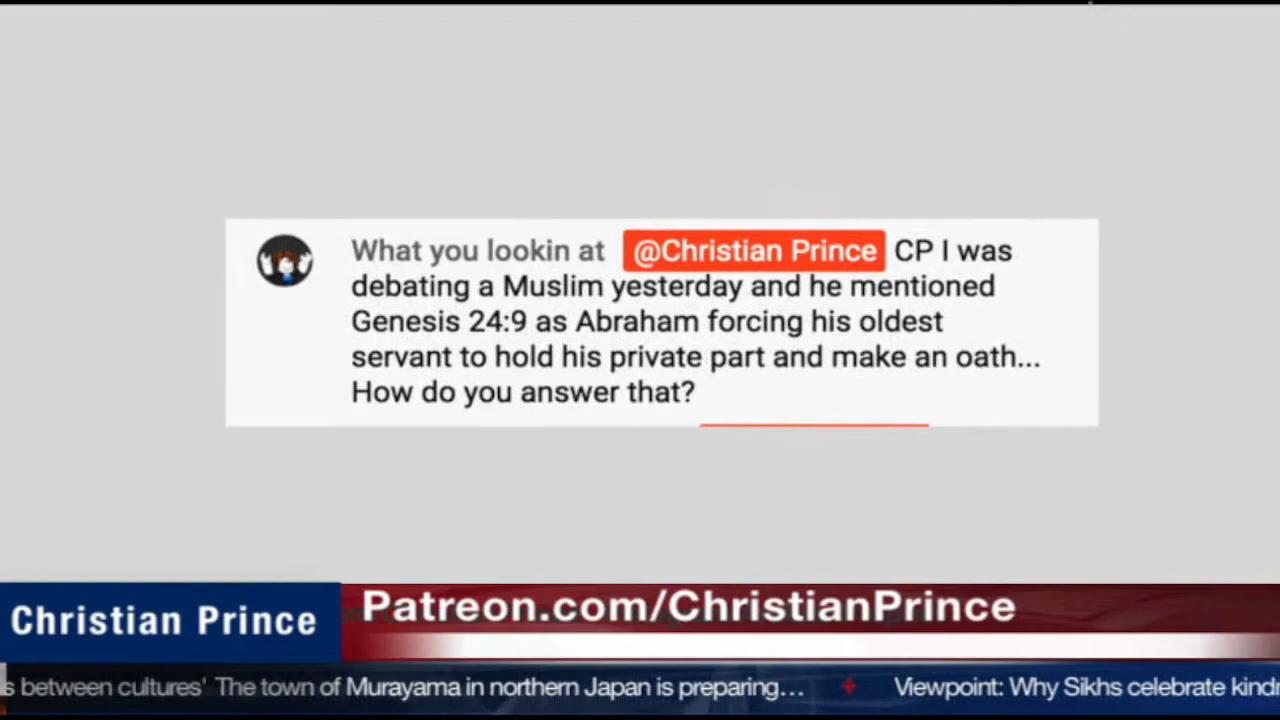 What you lookin at @Christian Prince CP I was
debating a Muslim yesterday and he mentioned
Genesis 24:9 as Abraham forcing his oldest
servant to hold his private part and make an oath...
How do you answer that?
Christian Prince
Patreon.com/ChristianPrince
s between cultures' The town of Murayama in northern Japan is preparing... Viewpoint: Why Sikhs celebrate kind